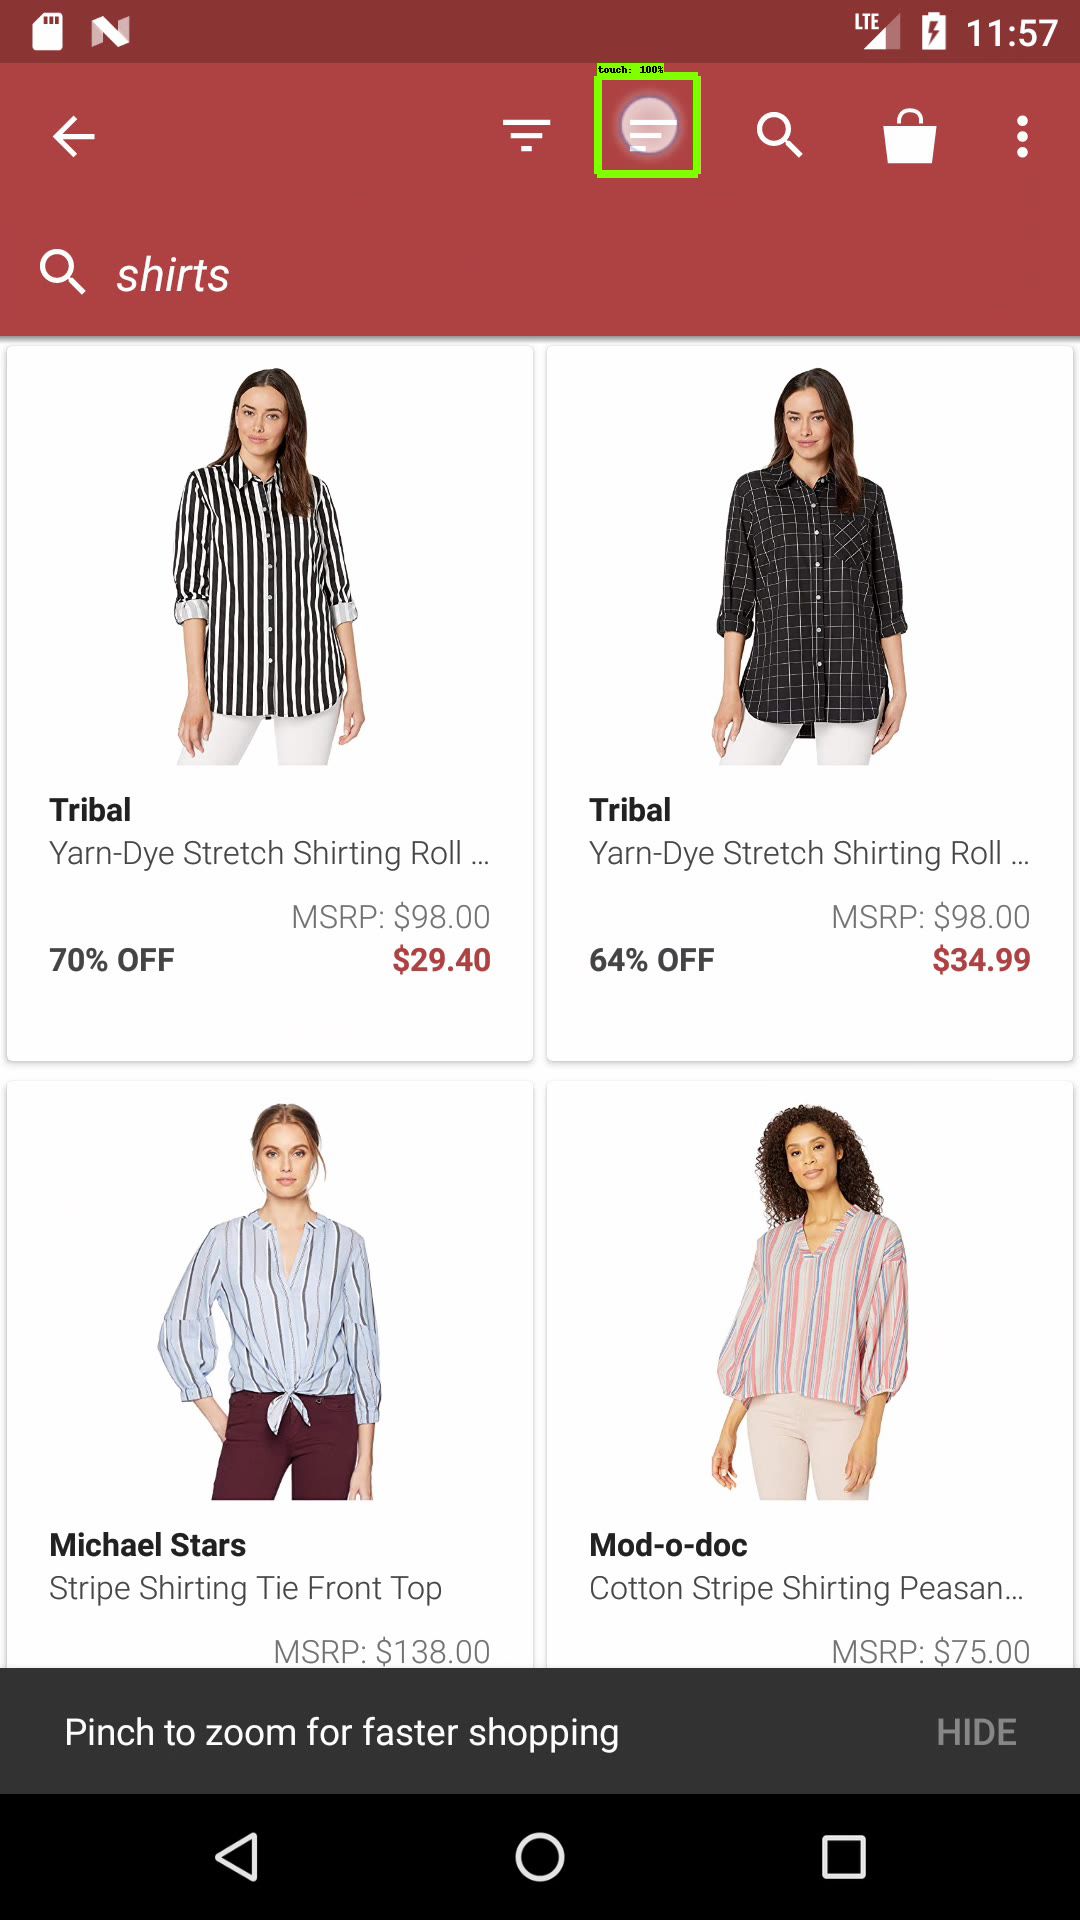 LTE 11:57
touch: 100%
shirts
Tribal
Yarn-Dye Stretch Shirting Roll ...
MSRP: $98.00
70% OFF $29.40
Tribal
Yarn-Dye Stretch Shirting Roll ...
MSRP: $98.00
64% OFF $34.99
Michael Stars
Stripe Shirting Tie Front Top
MSRP: $138.00
Mod-o-doc
Cotton Stripe Shirting Peasan...
MSRP: $75.00
Pinch to zoom for faster shopping HIDE